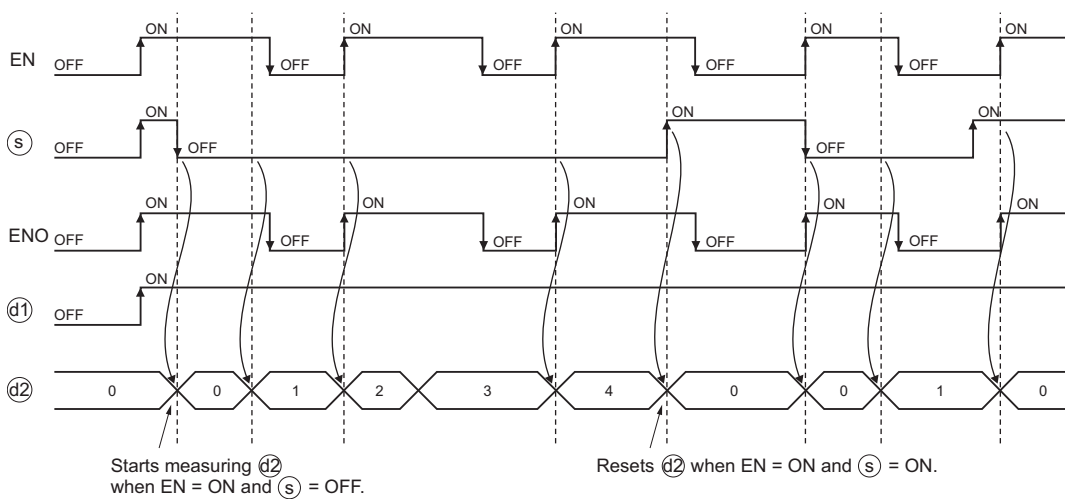 ON ON ON ON ON
EN OFF OFF OFF OFF OFF
ON ON ON
ⓢ OFF OFF OFF
ON ON ON ON ON
ENO OFF OFF OFF OFF OFF
ON
ⓓ1 OFF
ⓓ2 0 0 1 2 3 4 0 0 1 0
Starts measuring ⓓ2
when EN = ON and ⓢ = OFF.
Resets ⓓ2 when EN = ON and ⓢ = ON.